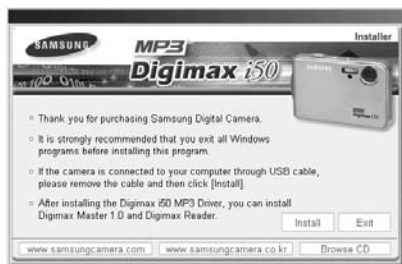 Installer
SAMSUNG
MP3
Digimax i50
SAMSUNG
Thank you for purchasing Samsung Digital Camera.
It is strongly recommended that you exit all Windows
programs before installing this program.
If the camera is connected to your computer through USB cable,
please remove the cable and then click [Install].
After installing the Digimax i50 MP3 Driver, you can install
Digimax Master 1.0 and Digimax Reader.
Install Exit
www.samsungcamera.com www.samsungcamera.co.kr Browse CD